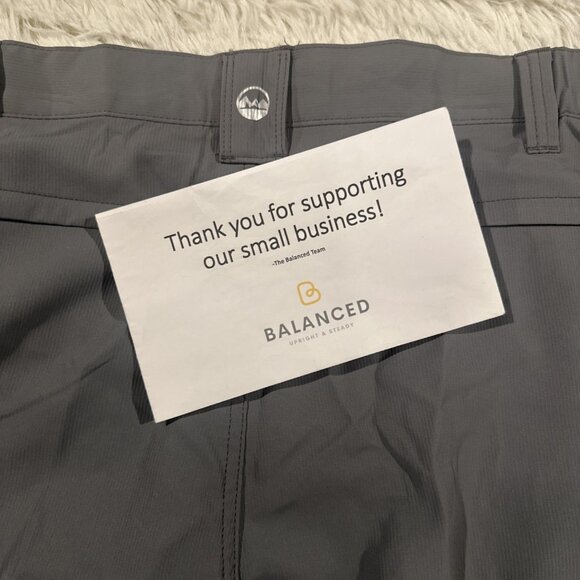 Thank you for supporting
our small business!
-The Balanced Team
BALANCED
UPRIGHT & STEADY